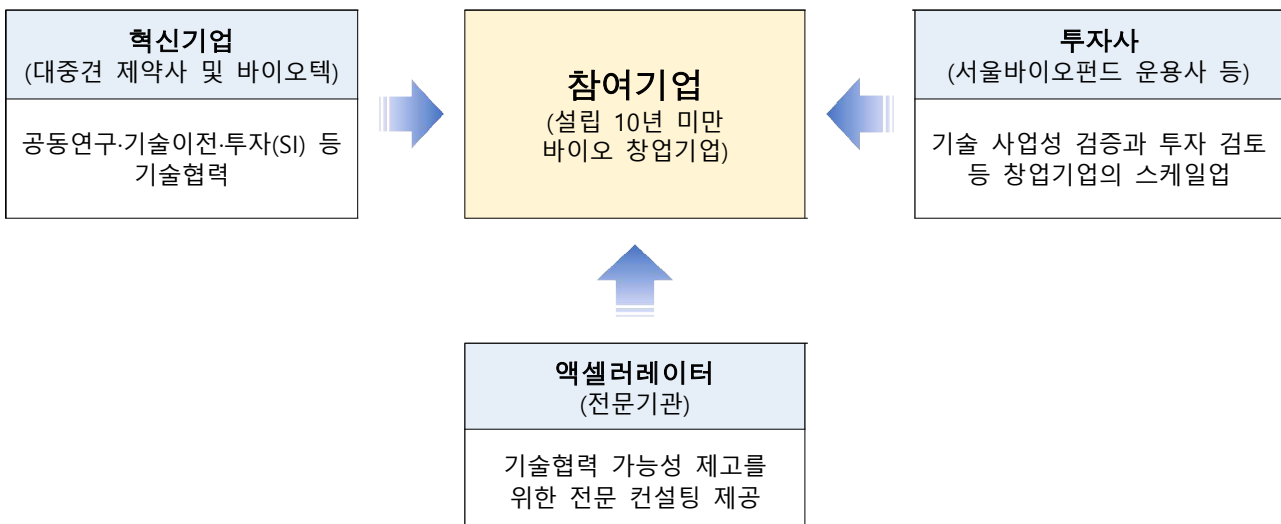 혁신기업
(대중견 제약사 및 바이오텍)
공동연구·기술이전·투자(SI) 등
기술협력
참여기업
(설립 10년 미만
바이오 창업기업)
투자사
(서울바이오펀드 운용사 등)
기술 사업성 검증과 투자 검토
등 창업기업의 스케일업
액셀러레이터
(전문기관)
기술협력 가능성 제고를
위한 전문 컨설팅 제공